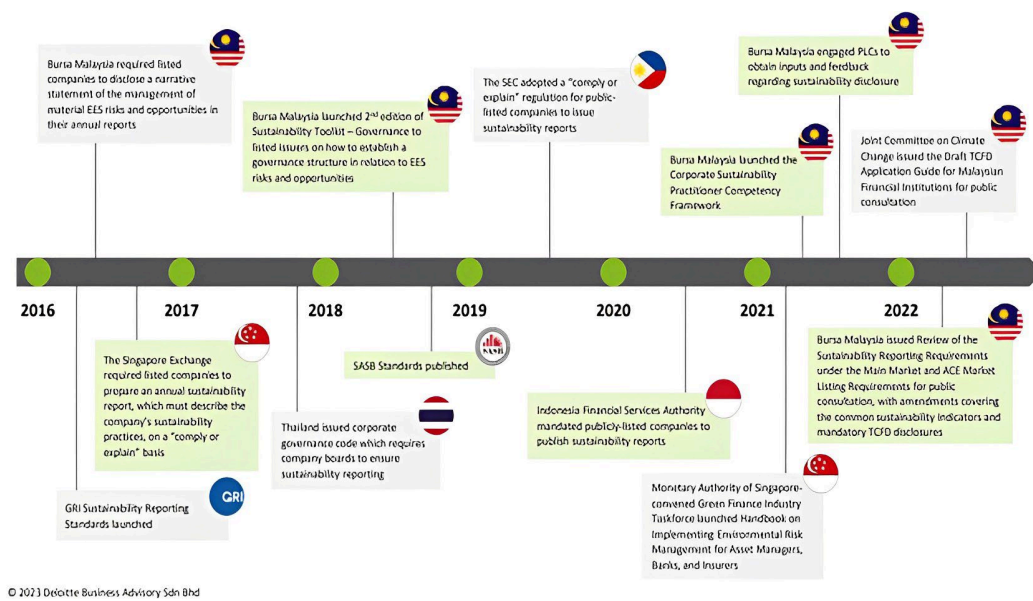 Bursa Malaysia required listed
companies to disclose a narrative
statement of the management of
material EES risks and opportunities in
their annual reports
Bursa Malaysia launched 2nd edition of
Sustainability Toolkit – Governance to
listed issuers on how to establish a
governance structure in relation to EES
risks and opportunities
The SEC adopted a “comply or
explain” regulation for public-
listed companies to issue
sustainability reports
Bursa Malaysia launched the
Corporate Sustainability
Practitioner Competency
Framework
Bursa Malaysia engaged PLCs to
obtain inputs and feedback
regarding sustainability disclosure
Joint Committee on Climate
Change issued the Draft TCFD
Application Guide for Malaysian
Financial Institutions for public
consultation
2016
2017
2018
2019
2020
2021
2022
The Singapore Exchange
required listed companies to
prepare an annual sustainability
report, which must describe the
company's sustainability
practices, on a “comply or
explain” basis
GRI Sustainability Reporting
Standards launched
GRI
Thailand issued corporate
governance code which requires
company boards to ensure
sustainability reporting
SASB Standards published
SASB
Indonesia Financial Services Authority
mandated publicly-listed companies to
publish sustainability reports
Monetary Authority of Singapore-
convened Green Finance Industry
Taskforce launched Handbook on
Implementing Environmental Risk
Management for Asset Managers,
Banks, and Insurers
Bursa Malaysia issued Review of the
Sustainability Reporting Requirements
under the Main Market and ACE Market
Listing Requirements for public
consultation, with amendments covering
the common sustainability indicators and
mandatory TCFD disclosures
© 2023 Deloitte Business Advisory Sdn Bhd